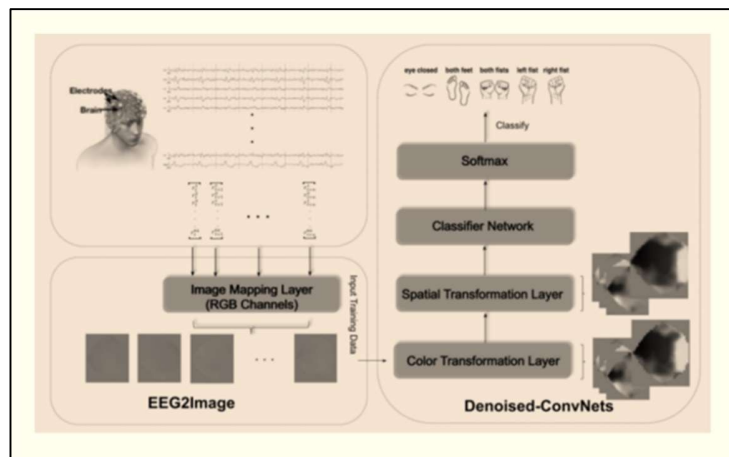 Electrodes
Brain
Image Mapping Layer
(RGB Channels)
EEG2Image
Input Training Data
eye closed both feet both fists left fist right fist
Classify
Softmax
Classifier Network
Spatial Transformation Layer
Color Transformation Layer
Denoised-ConvNets